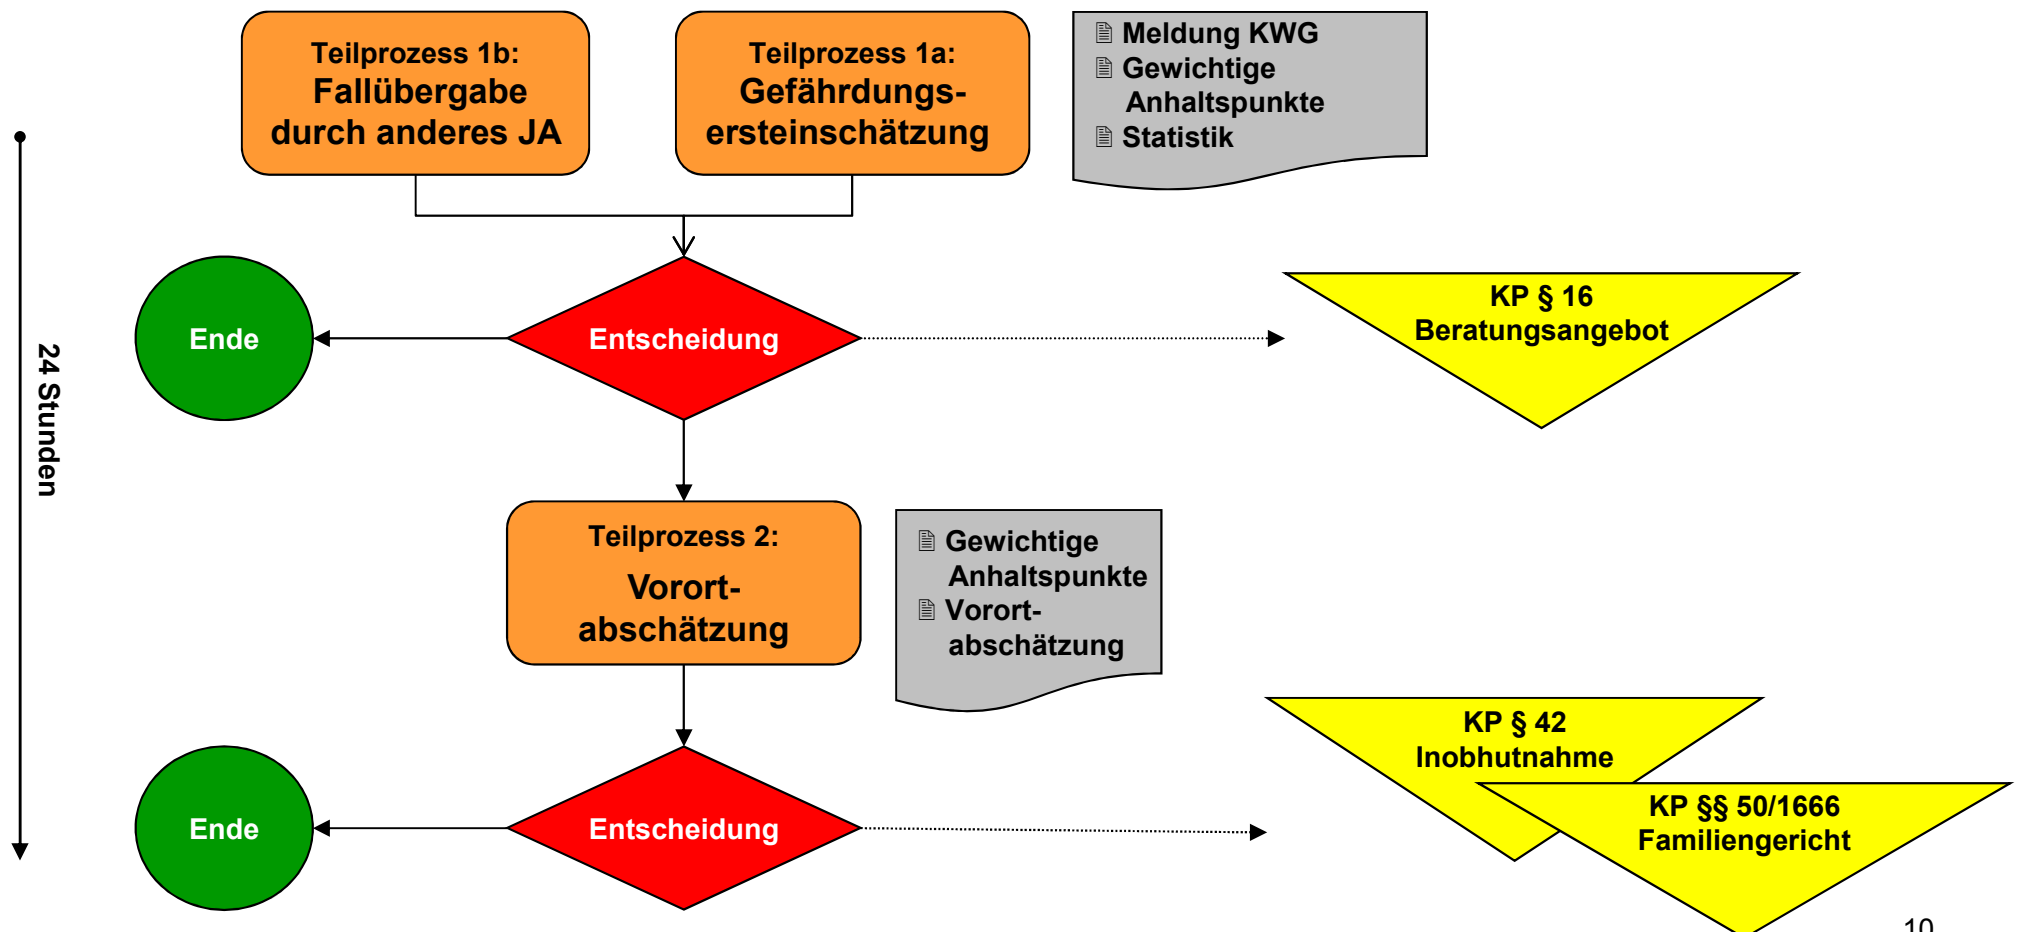 Teilprozess 1b:
Fallübergabe
durch anderes JA
Teilprozess 1a:
Gefährdungs-
ersteinschätzung
Meldung KWG
Gewichtige
Anhaltspunkte
Statistik
24 Stunden
Ende
Entscheidung
KP § 16
Beratungsangebot
Teilprozess 2:
Vorort-
abschätzung
Gewichtige
Anhaltspunkte
Vorort-
abschätzung
Ende
Entscheidung
KP § 42
Inobhutnahme
KP §§ 50/1666
Familiengericht
10